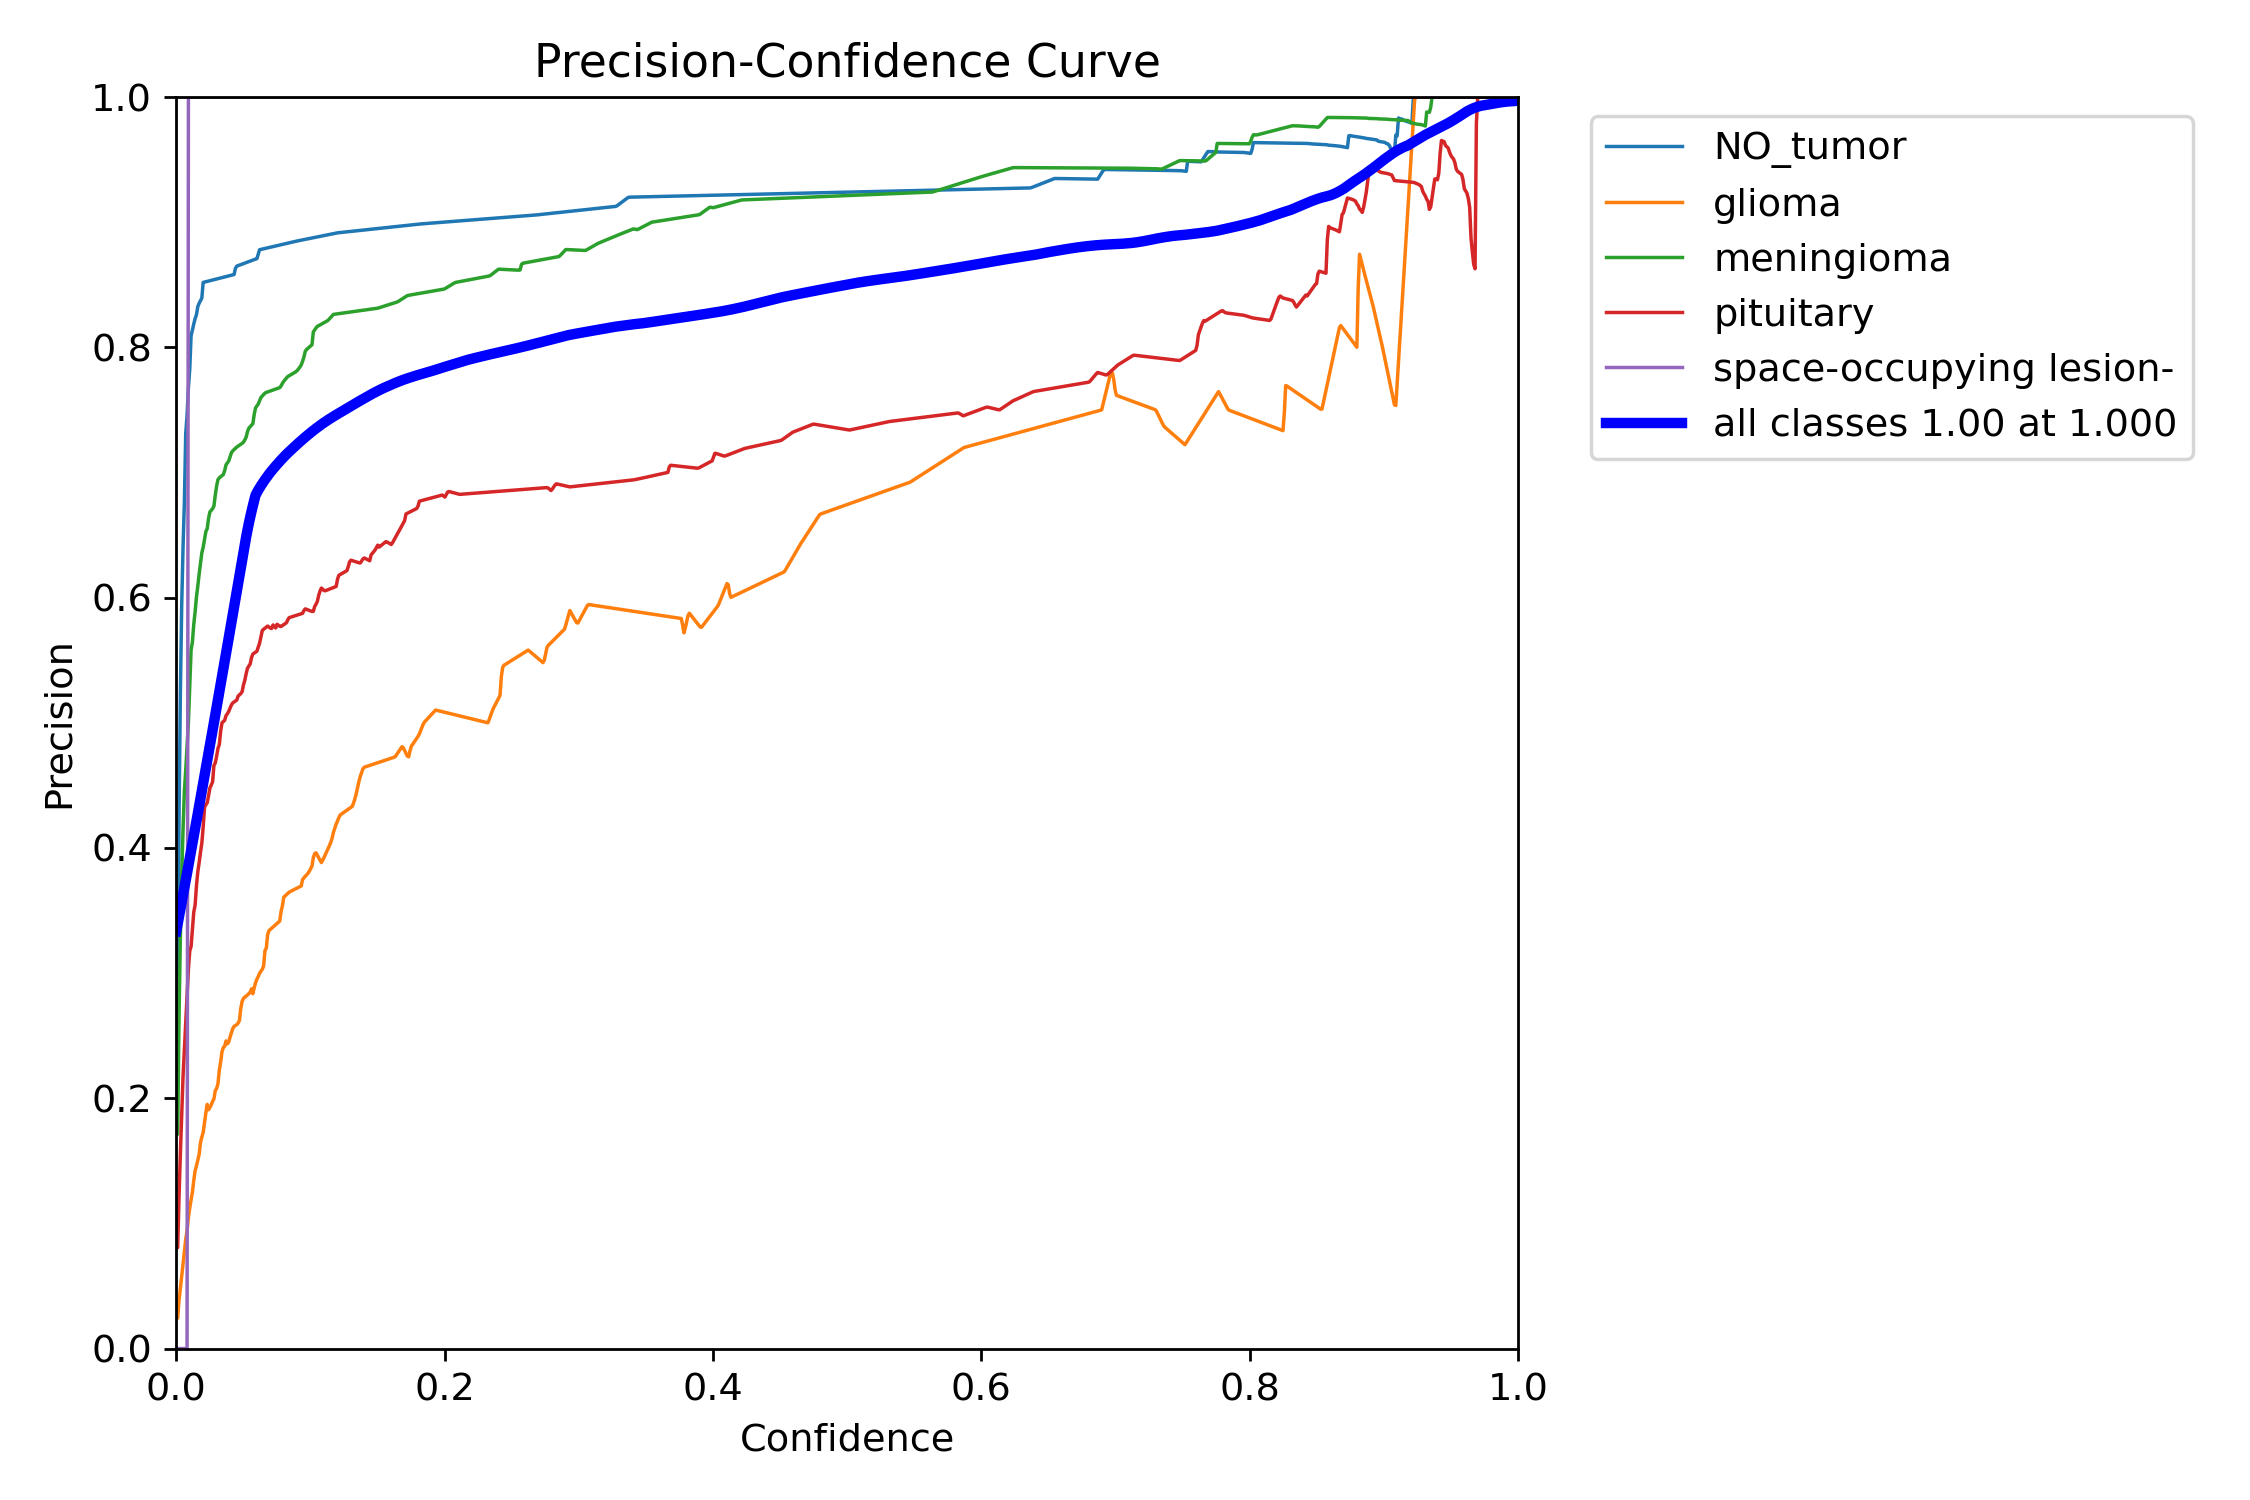 Precision-Confidence Curve
1.0
0.8
0.6
0.4
0.2
0.0
Precision
0.0 0.2 0.4 0.6 0.8 1.0
Confidence
NO_tumor
glioma
meningioma
pituitary
space-occupying lesion-
all classes 1.00 at 1.000